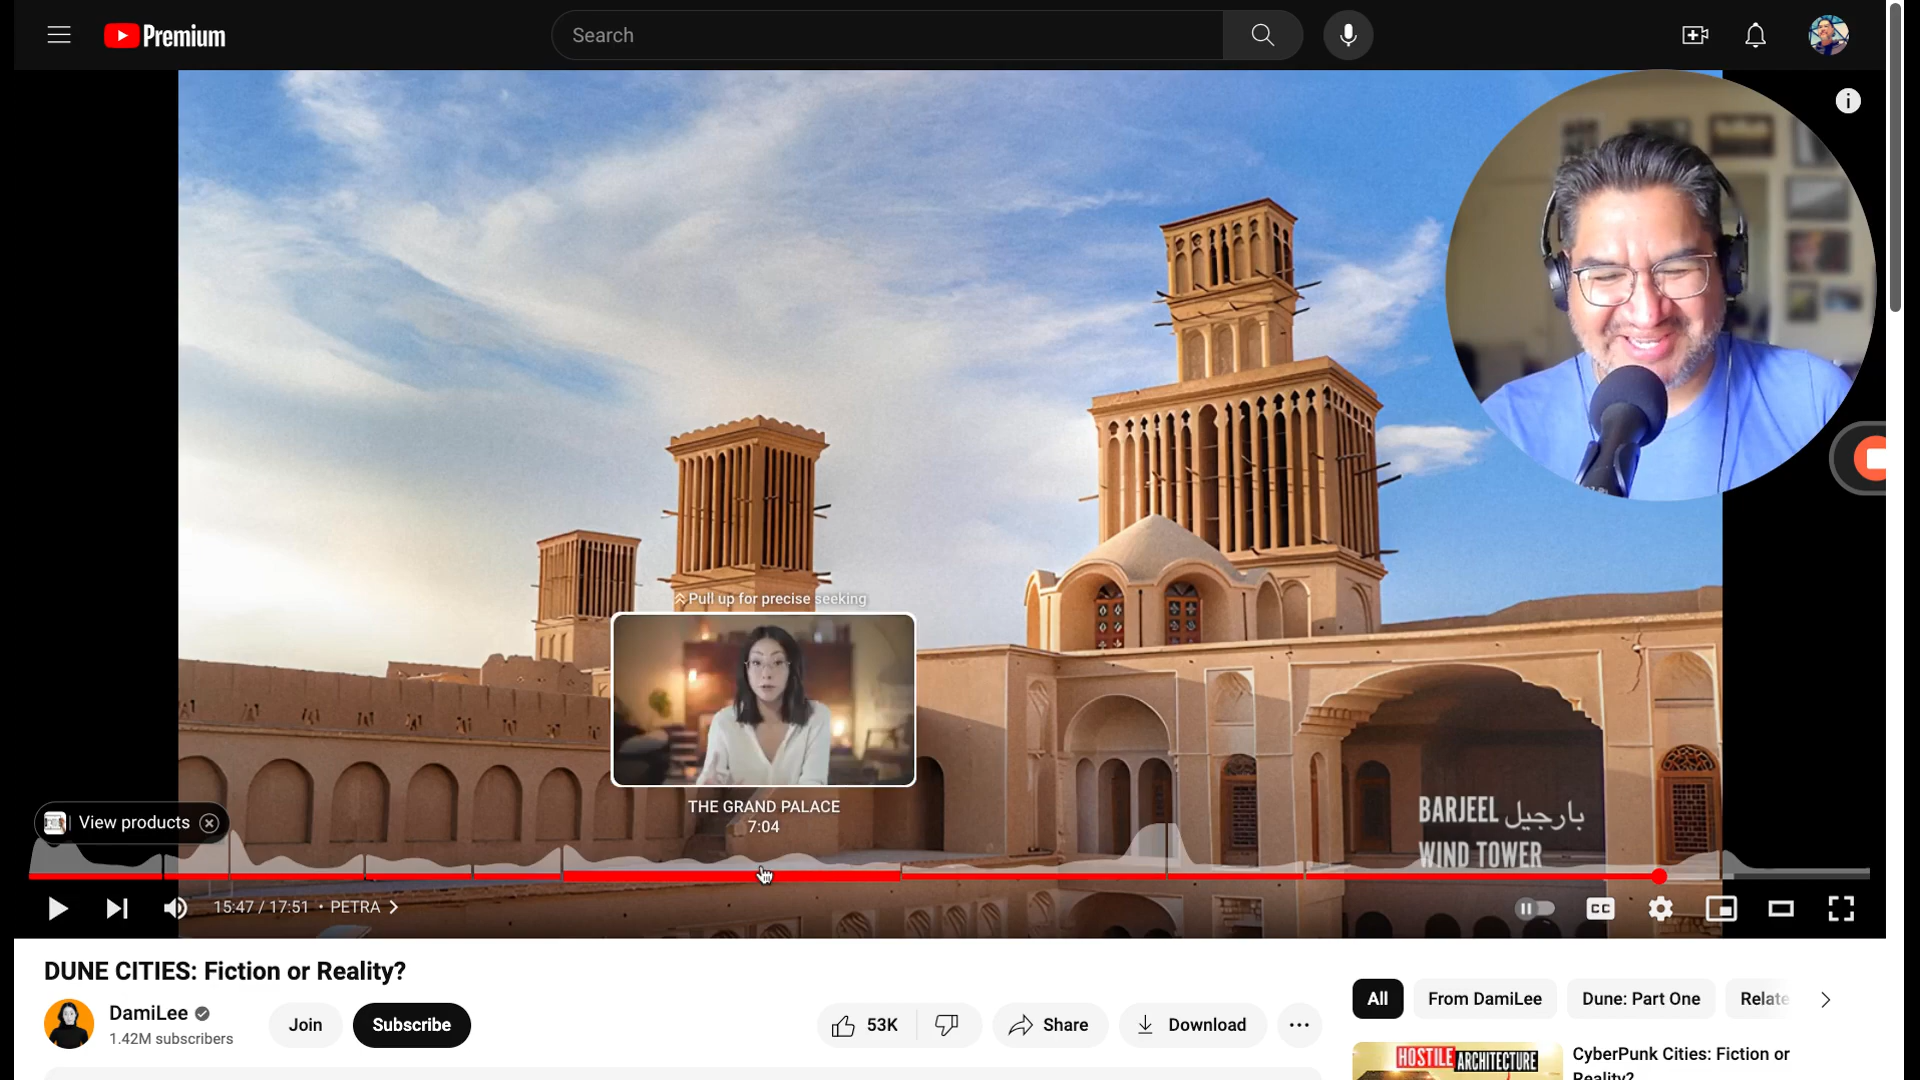 Premium
Search
Pull up for precise seeking
THE GRAND PALACE
7:04
BARJEEL بارجيل
WIND TOWER
View products
15:47 / 17:51 • PETRA
CC
DUNE CITIES: Fiction or Reality?
DamiLee
1.42M subscribers
Join
Subscribe
53K
Share
Download
All
From DamiLee
Dune: Part One
Relate
HOSTILE ARCHITECTURE
CyberPunk Cities: Fiction or
Reality?